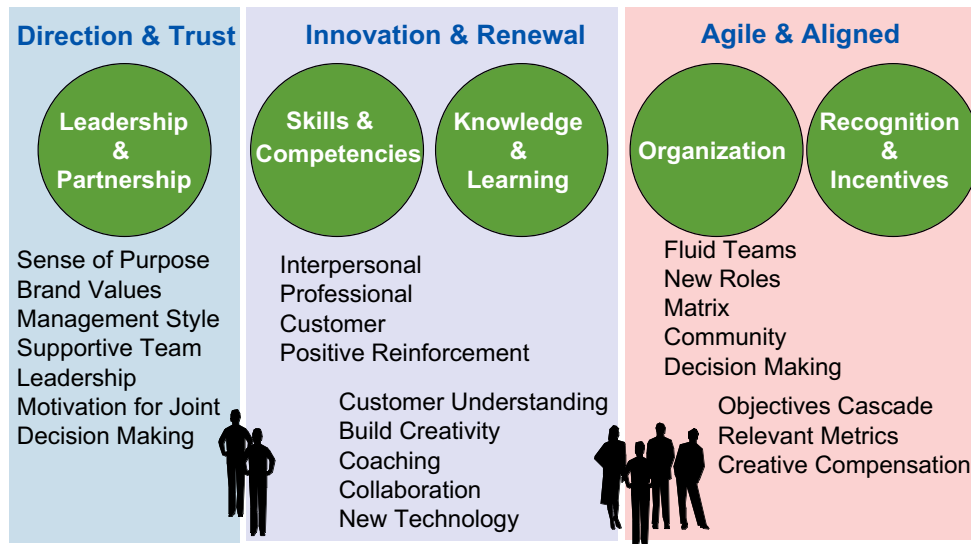 Direction & Trust
Leadership
&
Partnership
Sense of Purpose
Brand Values
Management Style
Supportive Team
Leadership
Motivation for Joint
Decision Making
Innovation & Renewal
Skills &
Competencies
Knowledge
&
Learning
Interpersonal
Professional
Customer
Positive Reinforcement
Customer Understanding
Build Creativity
Coaching
Collaboration
New Technology
Agile & Aligned
Organization
Recognition
&
Incentives
Fluid Teams
New Roles
Matrix
Community
Decision Making
Objectives Cascade
Relevant Metrics
Creative Compensation